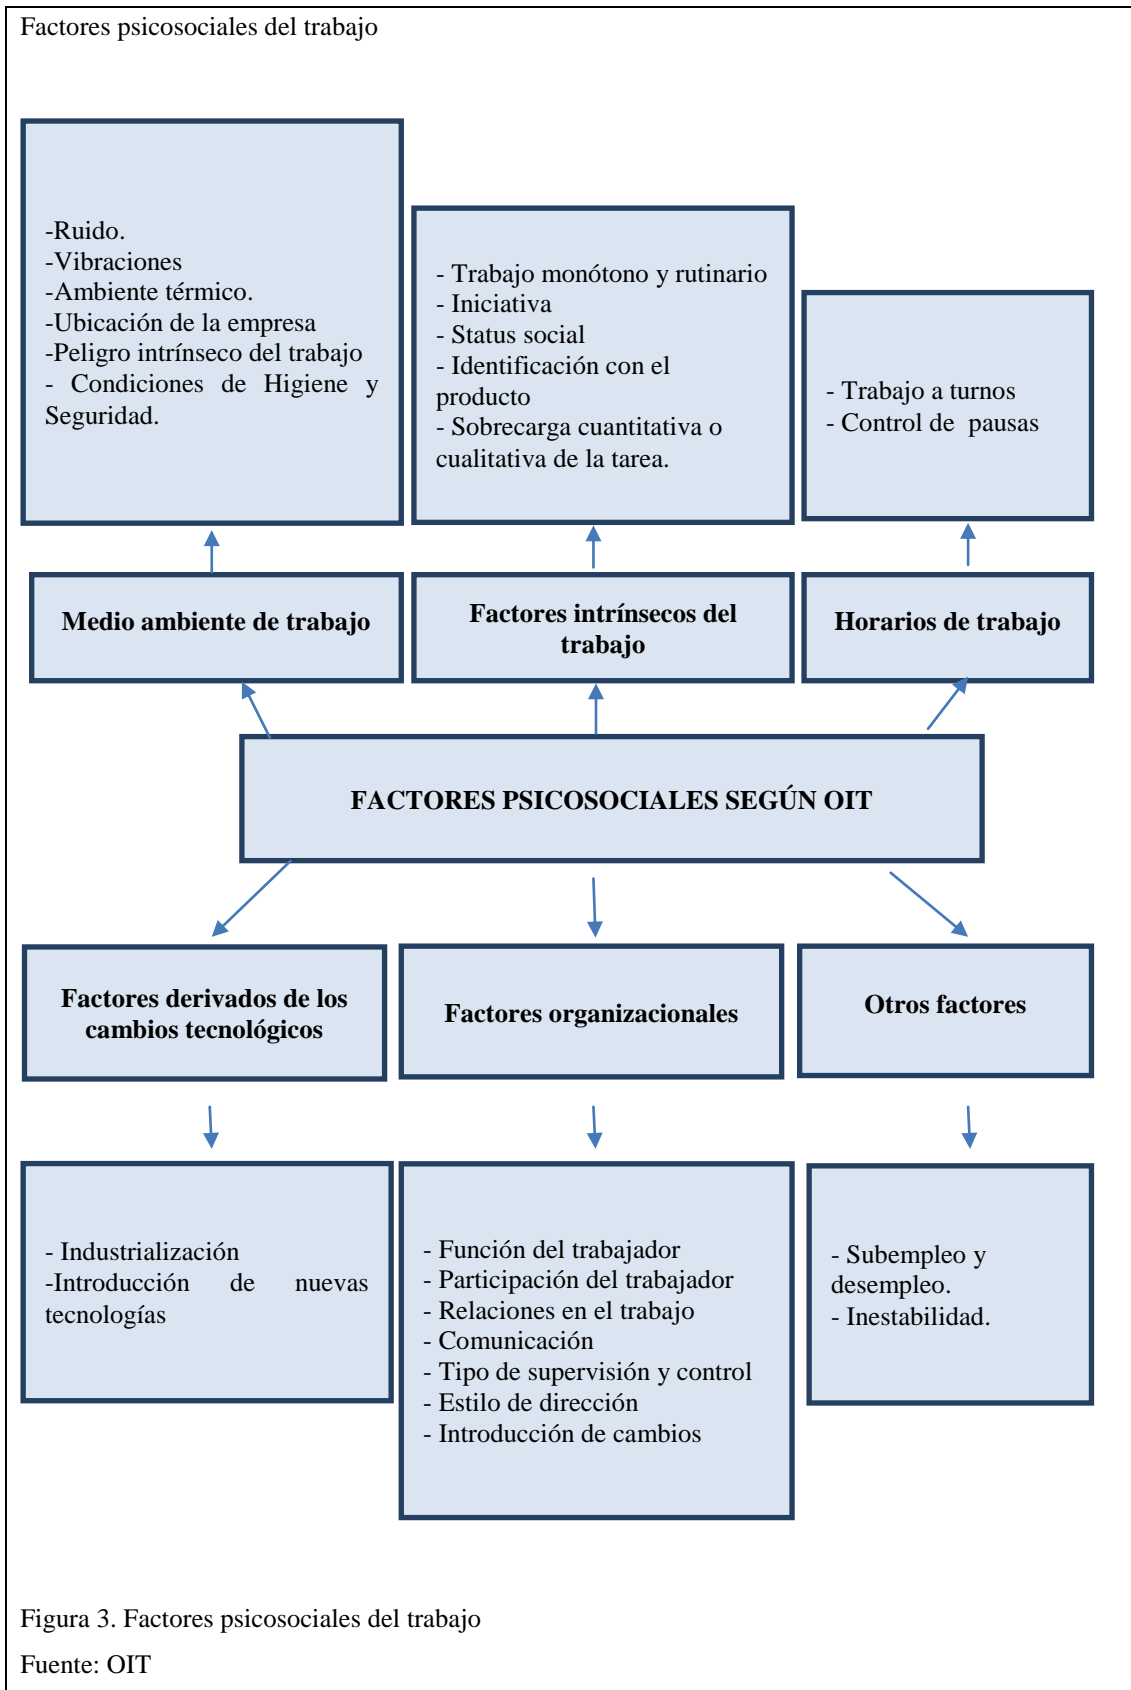 Factores psicosociales del trabajo
-Ruido.
-Vibraciones
-Ambiente térmico.
-Ubicación de la empresa
-Peligro intrínseco del trabajo
- Condiciones de Higiene y
Seguridad.
- Trabajo monótono y rutinario
- Iniciativa
- Status social
- Identificación con el
producto
- Sobrecarga cuantitativa o
cualitativa de la tarea.
- Trabajo a turnos
- Control de pausas
Medio ambiente de trabajo
Factores intrínsecos del
trabajo
Horarios de trabajo
FACTORES PSICOSOCIALES SEGÚN OIT
Factores derivados de los
cambios tecnológicos
Factores organizacionales
Otros factores
- Industrialización
-Introducción de nuevas
tecnologías
- Función del trabajador
- Participación del trabajador
- Relaciones en el trabajo
- Comunicación
- Tipo de supervisión y control
- Estilo de dirección
- Introducción de cambios
- Subempleo y
desempleo.
- Inestabilidad.
Figura 3. Factores psicosociales del trabajo
Fuente: OIT